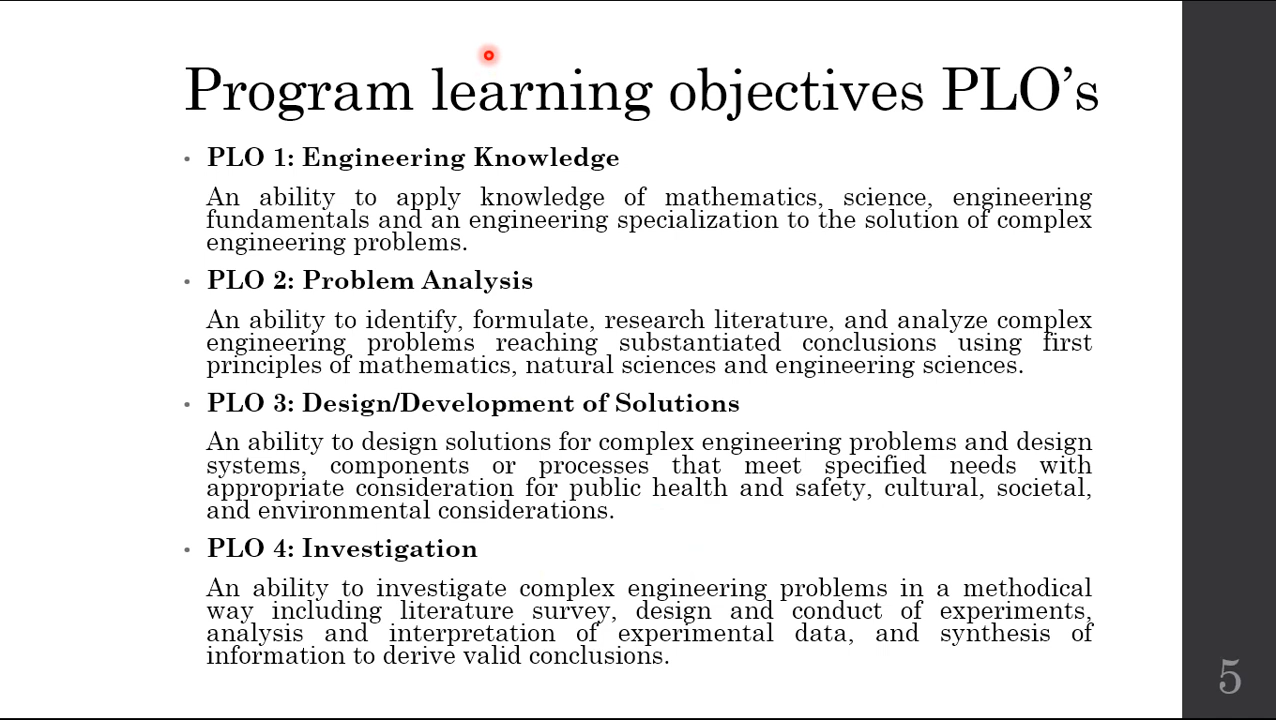 Program learning objectives PLO’s
• PLO 1: Engineering Knowledge
An ability to apply knowledge of mathematics, science, engineering
fundamentals and an engineering specialization to the solution of complex
engineering problems.
• PLO 2: Problem Analysis
An ability to identify, formulate, research literature, and analyze complex
engineering problems reaching substantiated conclusions using first
principles of mathematics, natural sciences and engineering sciences.
• PLO 3: Design/Development of Solutions
An ability to design solutions for complex engineering problems and design
systems, components or processes that meet specified needs with
appropriate consideration for public health and safety, cultural, societal,
and environmental considerations.
• PLO 4: Investigation
An ability to investigate complex engineering problems in a methodical
way including literature survey, design and conduct of experiments,
analysis and interpretation of experimental data, and synthesis of
information to derive valid conclusions.
5